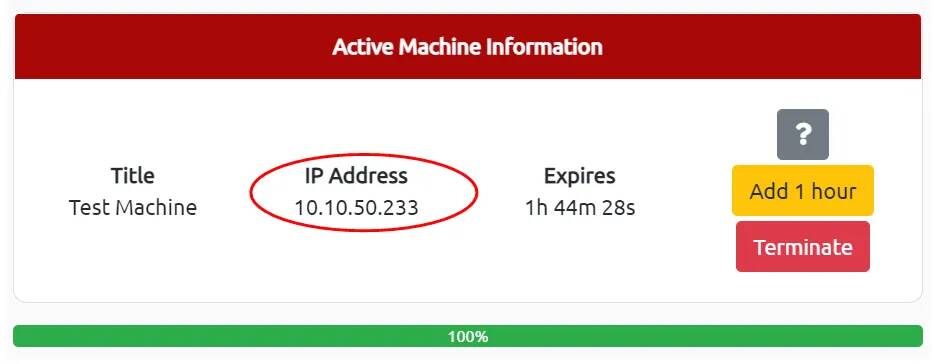 Active Machine Information
Title
Test Machine
IP Address
10.10.50.233
Expires
1h 44m 28s
?
Add 1 hour
Terminate
100%